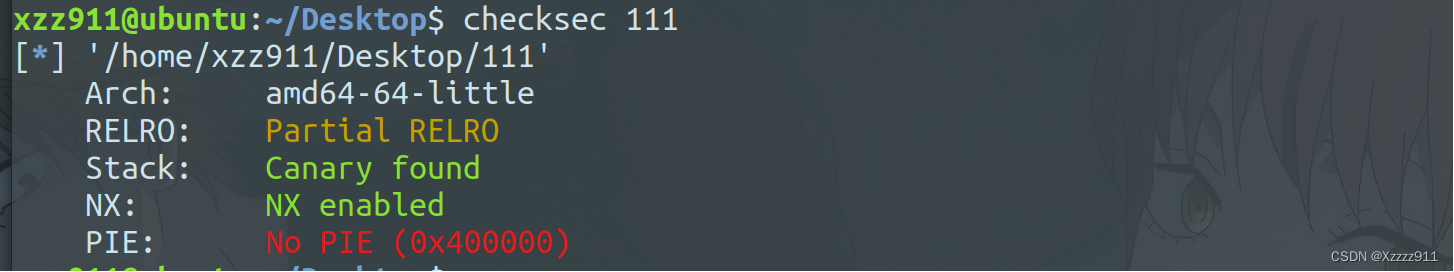 xzz911@ubuntu:~/Desktop$ checksec 111
[*] '/home/xzz911/Desktop/111'
Arch: amd64-64-little
RELRO: Partial RELRO
Stack: Canary found
NX: NX enabled
PIE: No PIE (0x400000)
CSDN @Xzzzz911